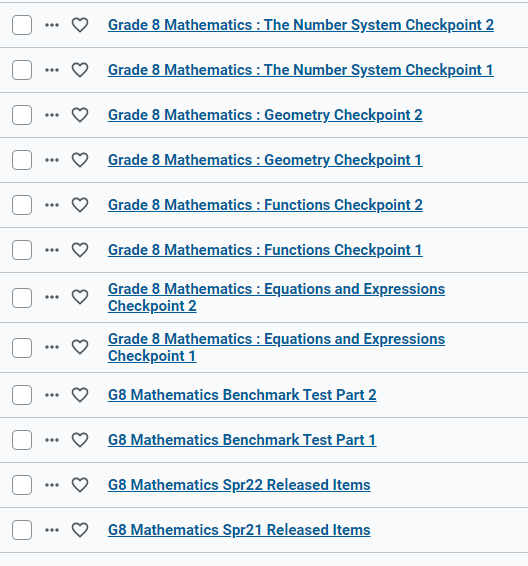 Grade 8 Mathematics : The Number System Checkpoint 2
Grade 8 Mathematics : The Number System Checkpoint 1
Grade 8 Mathematics : Geometry Checkpoint 2
Grade 8 Mathematics : Geometry Checkpoint 1
Grade 8 Mathematics : Functions Checkpoint 2
Grade 8 Mathematics : Functions Checkpoint 1
Grade 8 Mathematics : Equations and Expressions
Checkpoint 2
Grade 8 Mathematics : Equations and Expressions
Checkpoint 1
G8 Mathematics Benchmark Test Part 2
G8 Mathematics Benchmark Test Part 1
G8 Mathematics Spr22 Released Items
G8 Mathematics Spr21 Released Items